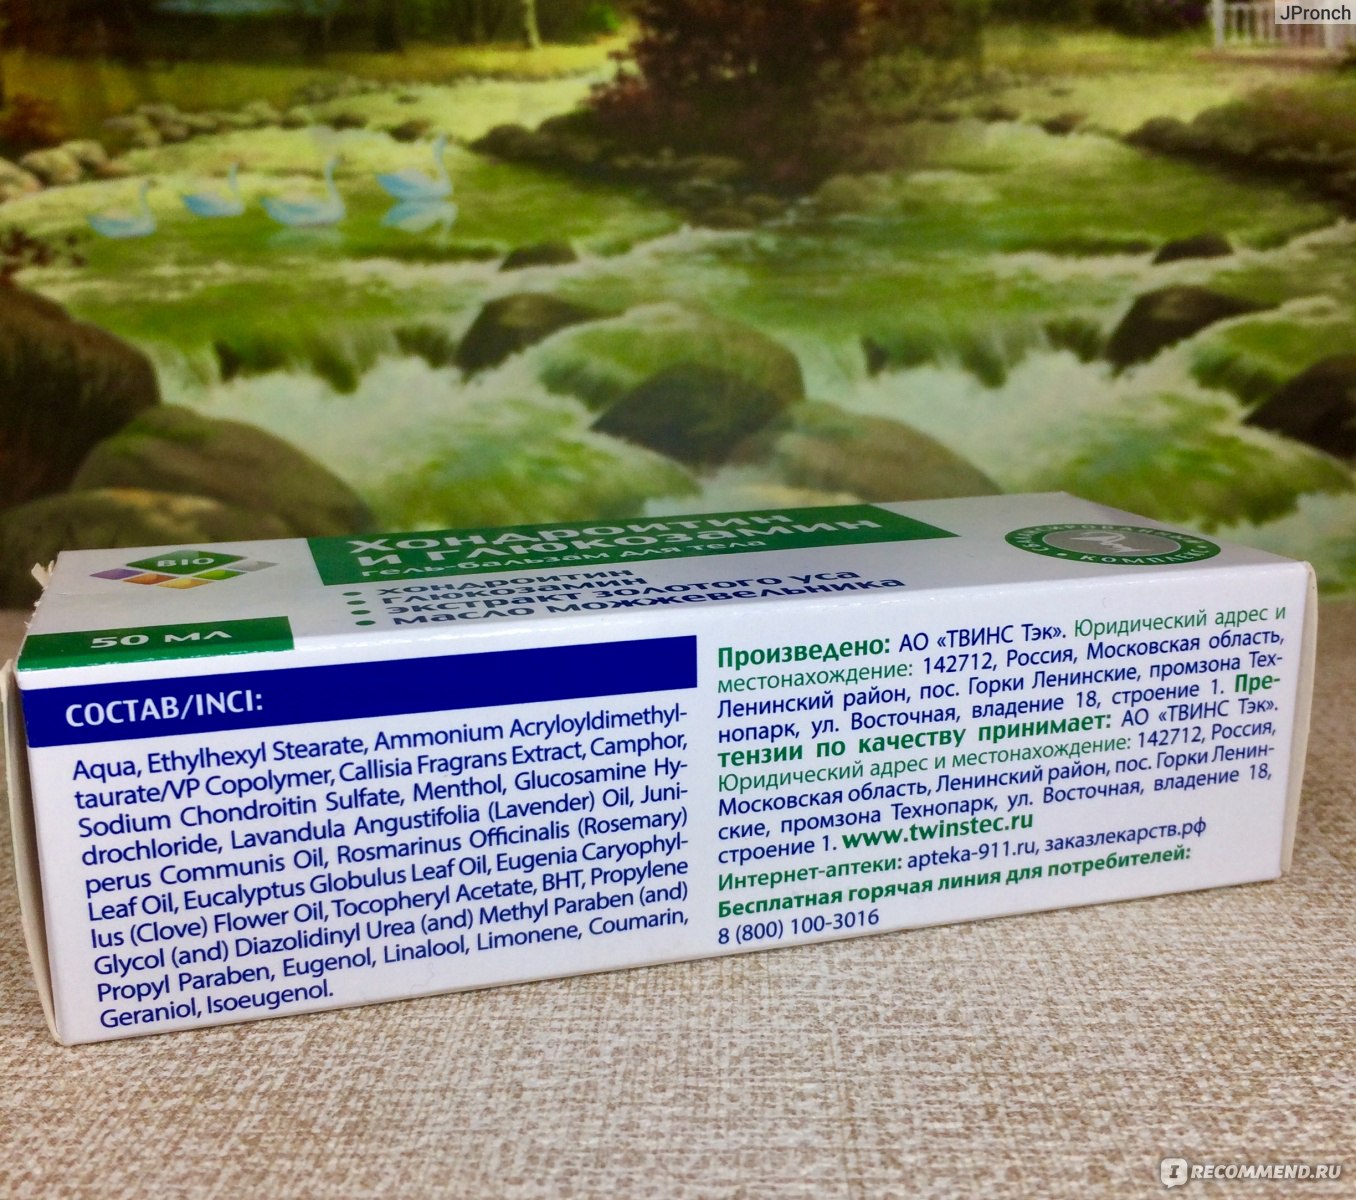 JPronch
BIO
ХОНДРОИТИН
И ГЛЮКОЗАМИН
гель-бальзам для тела
• ХОНДРОИТИН
• ГЛЮКОЗАМИН
• ЭКСТРАКТ ЗОЛОТОГО УСА
• МАСЛО МОЖЖЕВЕЛЬНИКА
50 МЛ
КОМПЛЕКС
СОСТАВ/INCI:
Aqua, Ethylhexyl Stearate, Ammonium Acryloyldimethyl-
taurate/VP Copolymer, Callisia Fragrans Extract, Camphor,
Sodium Chondroitin Sulfate, Menthol, Glucosamine Hy-
drochloride, Lavandula Angustifolia (Lavender) Oil, Juni-
perus Communis Oil, Rosmarinus Officinalis (Rosemary)
Leaf Oil, Eucalyptus Globulus Leaf Oil, Eugenia Caryophyl-
lus (Clove) Flower Oil, Tocopheryl Acetate, BHT, Propylene
Glycol (and) Diazolidinyl Urea (and) Methyl Paraben (and)
Propyl Paraben, Eugenol, Linalool, Limonene, Coumarin,
Geraniol, Isoeugenol.
Произведено: АО «ТВИНС Тэк». Юридический адрес и
местонахождение: 142712, Россия, Московская область,
Ленинский район, пос. Горки Ленинские, промзона Тех-
нопарк, ул. Восточная, владение 18, строение 1. Пре-
тензии по качеству принимает: АО «ТВИНС Тэк».
Юридический адрес и местонахождение: 142712, Россия,
Московская область, Ленинский район, пос. Горки Ленин-
ские, промзона Технопарк, ул. Восточная, владение 18,
строение 1. www.twinstec.ru
Интернет-аптеки: apteka-911.ru, заказлекарств.рф
Бесплатная горячая линия для потребителей:
8 (800) 100-3016
IRECOMMEND.RU